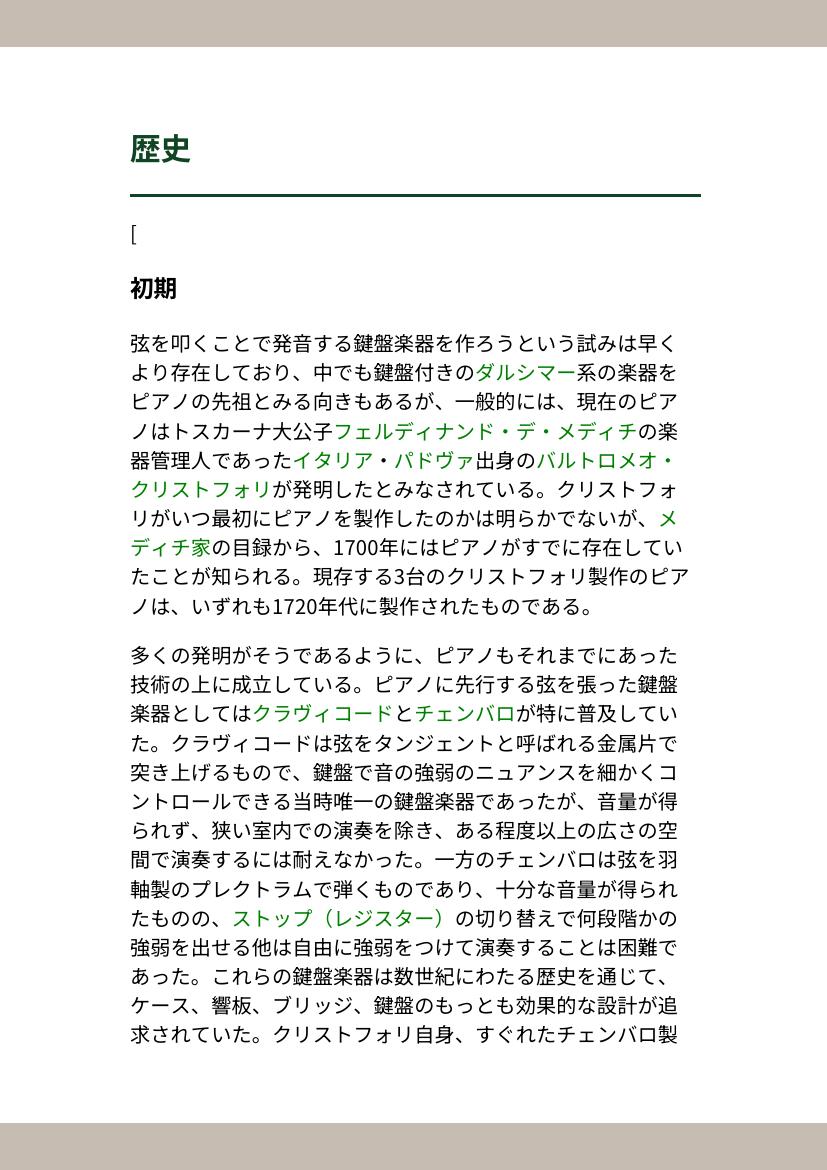 歴史
[
初期
弦を叩くことで発音する鍵盤楽器を作ろうという試みは早く
より存在しており、中でも鍵盤付きのダルシマー系の楽器を
ピアノの先祖とみる向きもあるが、一般的には、現在のピア
ノはトスカーナ大公子フェルディナンド・デ・メディチの楽
器管理人であったイタリア・パドヴァ出身のバルトロメオ・
クリストフォリが発明したとみなされている。クリストフォ
リがいつ最初にピアノを製作したのかは明らかでないが、メ
ディチ家の目録から、1700年にはピアノがすでに存在してい
たことが知られる。現存する3台のクリストフォリ製作のピア
ノは、いずれも1720年代に製作されたものである。
多くの発明がそうであるように、ピアノもそれまでにあった
技術の上に成立している。ピアノに先行する弦を張った鍵盤
楽器としてはクラヴィコードとチェンバロが特に普及してい
た。クラヴィコードは弦をタンジェントと呼ばれる金属片で
突き上げるもので、鍵盤で音の強弱のニュアンスを細かくコ
ントロールできる当時唯一の鍵盤楽器であったが、音量が得
られず、狭い室内での演奏を除き、ある程度以上の広さの空
間で演奏するには耐えなかった。一方のチェンバロは弦を羽
軸製のプレクトラムで弾くものであり、十分な音量が得られ
たものの、ストップ（レジスター）の切り替えで何段階かの
強弱を出せる他は自由に強弱をつけて演奏することは困難で
あった。これらの鍵盤楽器は数世紀にわたる歴史を通じて、
ケース、響板、ブリッジ、鍵盤のもっとも効果的な設計が追
求されていた。クリストフォリ自身、すぐれたチェンバロ製